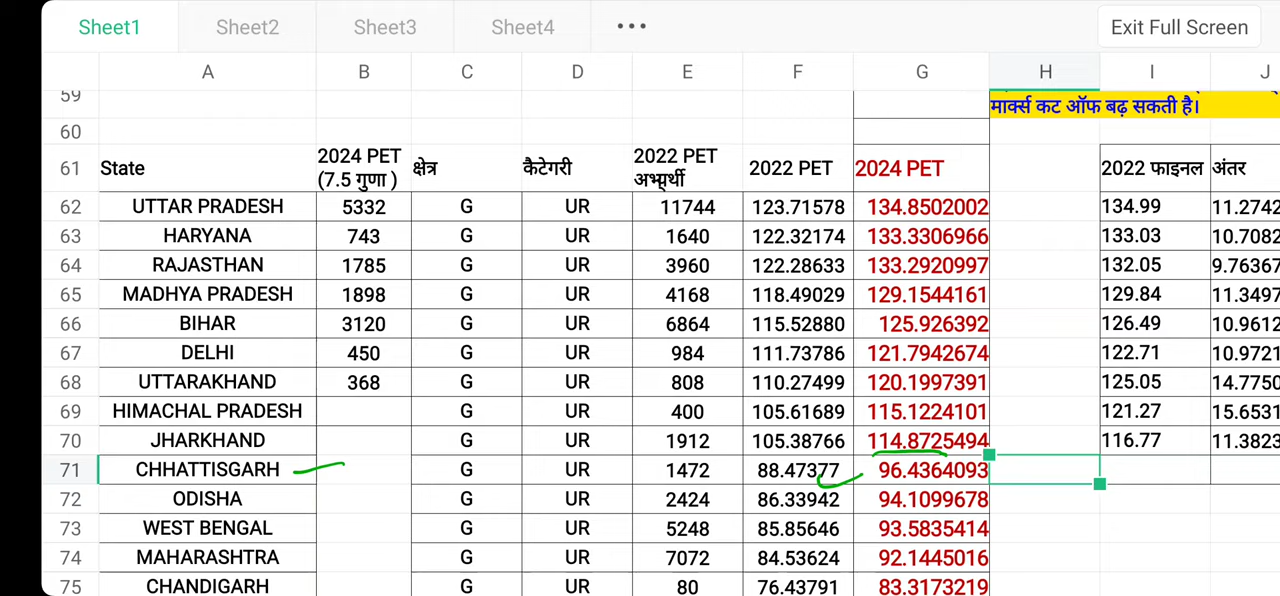 Sheet1 Sheet2 Sheet3 Sheet4 ••• Exit Full Screen
A B C D E F G H I J
59 मार्क्स कट ऑफ बढ़ सकती है।
60
61 State 2024 PET (7.5 गुणा ) क्षेत्र कैटेगरी 2022 PET अभ्यर्थी 2022 PET 2024 PET 2022 फाइनल अंतर
62 UTTAR PRADESH 5332 G UR 11744 123.71578 134.8502002 134.99 11.2742
63 HARYANA 743 G UR 1640 122.32174 133.3306966 133.03 10.7082
64 RAJASTHAN 1785 G UR 3960 122.28633 133.2920997 132.05 9.76367
65 MADHYA PRADESH 1898 G UR 4168 118.49029 129.1544161 129.84 11.3497
66 BIHAR 3120 G UR 6864 115.52880 125.926392 126.49 10.9612
67 DELHI 450 G UR 984 111.73786 121.7942674 122.71 10.9721
68 UTTARAKHAND 368 G UR 808 110.27499 120.1997391 125.05 14.7750
69 HIMACHAL PRADESH G UR 400 105.61689 115.1224101 121.27 15.6531
70 JHARKHAND G UR 1912 105.38766 114.8725494 116.77 11.3823
71 CHHATTISGARH G UR 1472 88.47377 96.4364093
72 ODISHA G UR 2424 86.33942 94.1099678
73 WEST BENGAL G UR 5248 85.85646 93.5835414
74 MAHARASHTRA G UR 7072 84.53624 92.1445016
75 CHANDIGARH G UR 80 76.43791 83.3173219